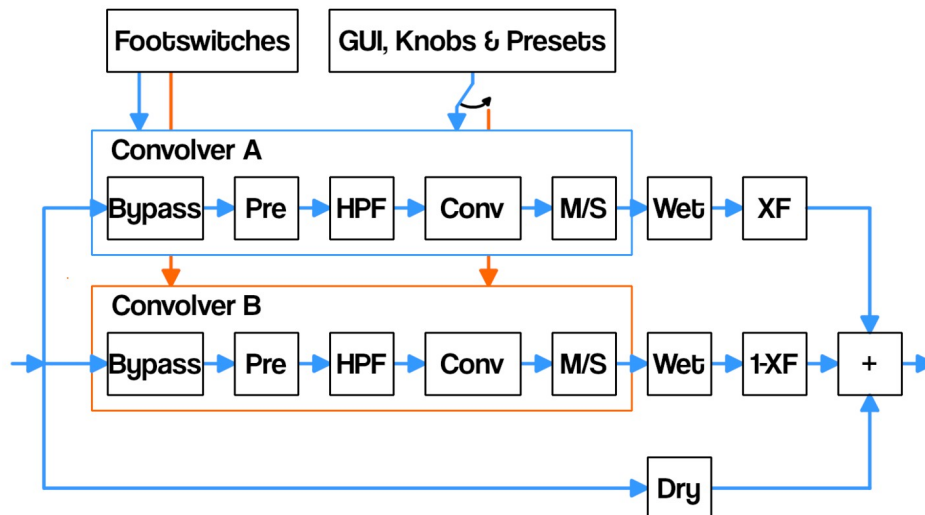 Footswitches
GUI, Knobs & Presets
Convolver A
Bypass
Pre
HPF
Conv
M/S
Wet
XF
Convolver B
Bypass
Pre
HPF
Conv
M/S
Wet
1-XF
+
Dry